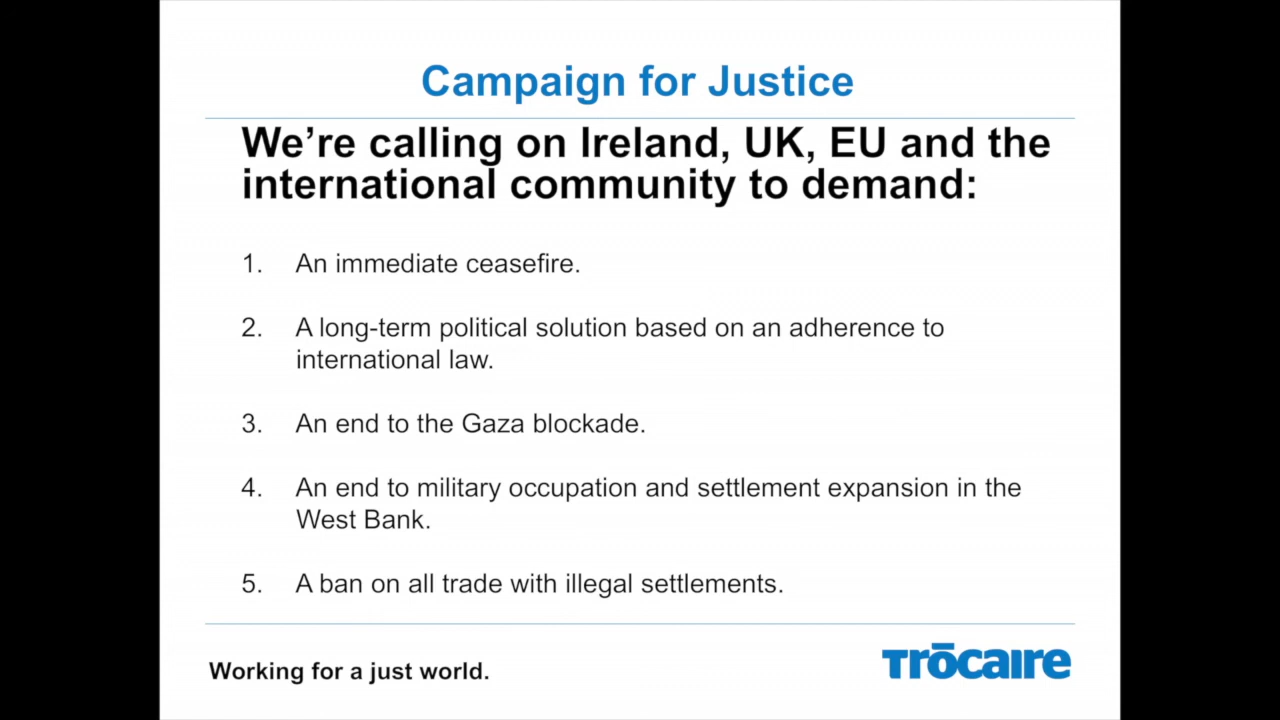 Campaign for Justice
We’re calling on Ireland, UK, EU and the
international community to demand:
1. An immediate ceasefire.
2. A long-term political solution based on an adherence to
international law.
3. An end to the Gaza blockade.
4. An end to military occupation and settlement expansion in the
West Bank.
5. A ban on all trade with illegal settlements.
Working for a just world.
Trōcaire